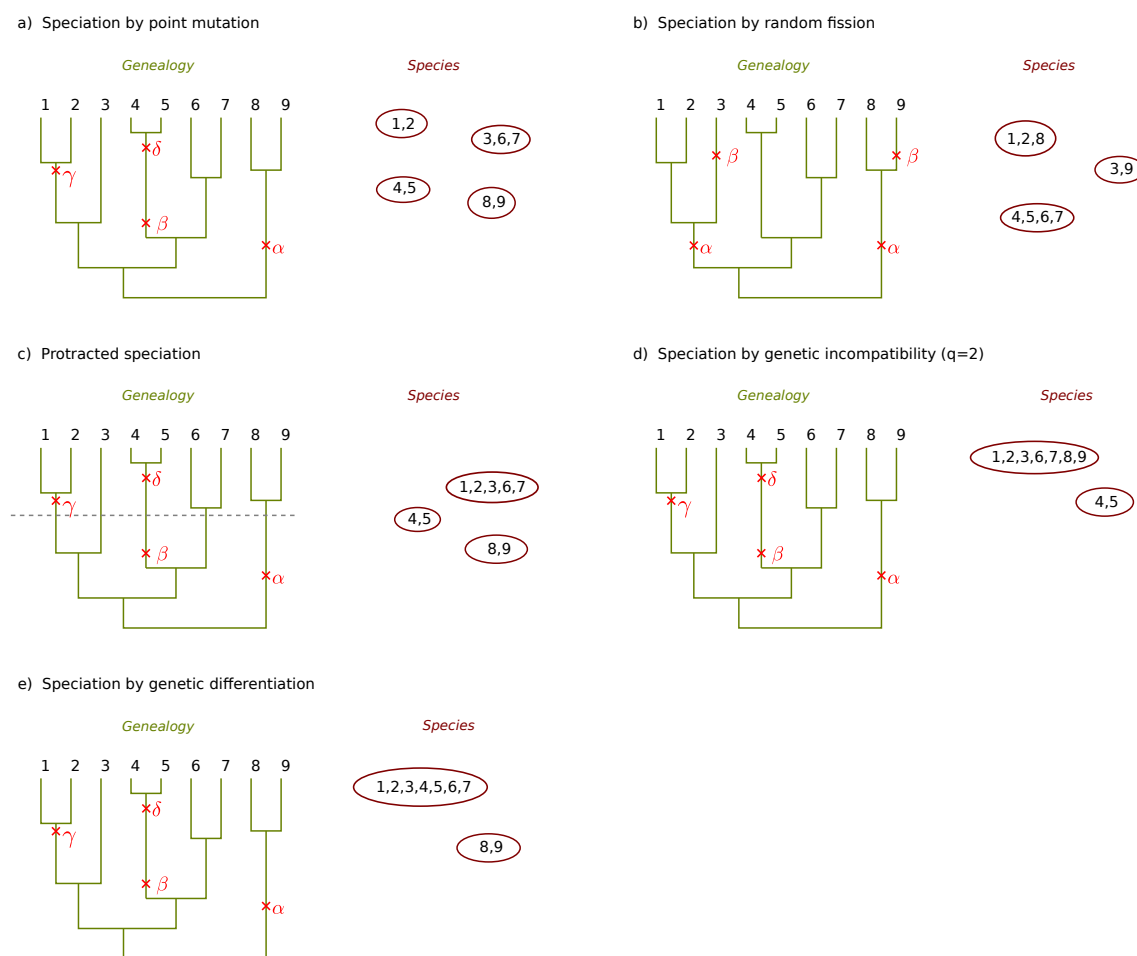 a) Speciation by point mutation
Genealogy
Species
1 2 3 4 5 6 7 8 9
γ
δ
β
α
1,2
3,6,7
4,5
8,9
b) Speciation by random fission
Genealogy
Species
1 2 3 4 5 6 7 8 9
β
β
α
α
1,2,8
3,9
4,5,6,7
c) Protracted speciation
Genealogy
Species
1 2 3 4 5 6 7 8 9
δ
γ
β
α
1,2,3,6,7
4,5
8,9
d) Speciation by genetic incompatibility (q=2)
Genealogy
Species
1 2 3 4 5 6 7 8 9
δ
γ
β
α
1,2,3,6,7,8,9
4,5
e) Speciation by genetic differentiation
Genealogy
Species
1 2 3 4 5 6 7 8 9
δ
γ
β
α
1,2,3,4,5,6,7
8,9